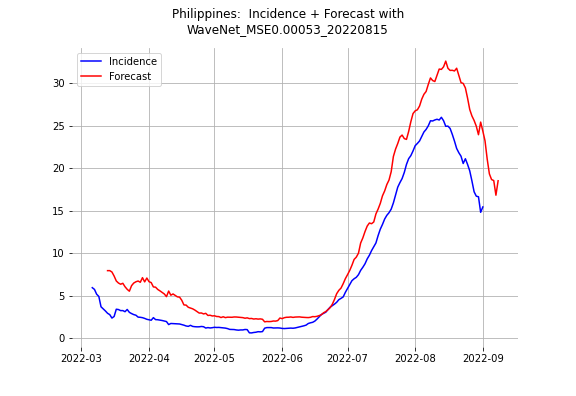 Philippines:  Incidence + Forecast with
WaveNet_MSE0.00053_20220815
Incidence
Forecast
30
25
20
15
10
5
0
2022-03 2022-04 2022-05 2022-06 2022-07 2022-08 2022-09